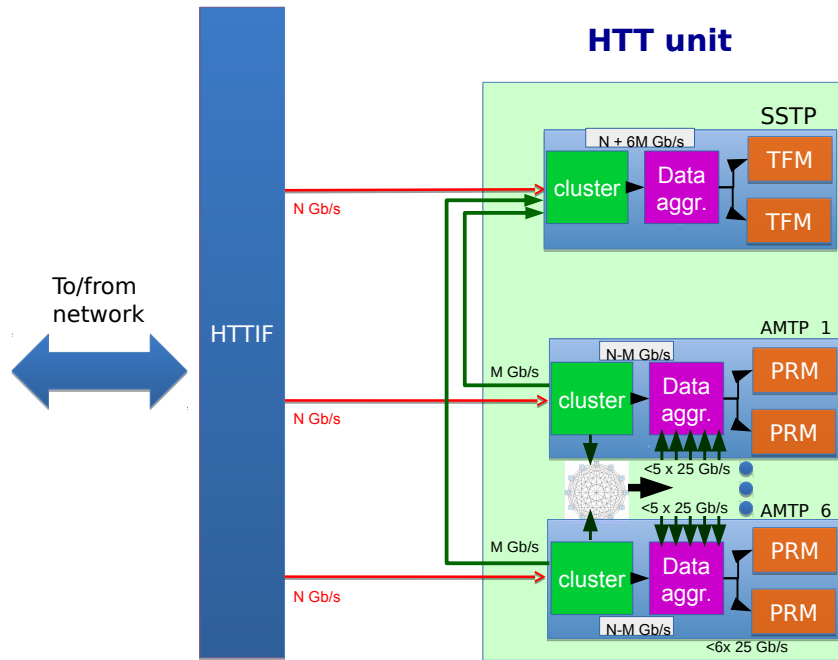 HTT unit
SSTP
N + 6M Gb/s
TFM
cluster
Data
aggr.
TFM
N Gb/s
To/from
network
HTTIF
AMTP 1
N-M Gb/s
M Gb/s
PRM
cluster
Data
aggr.
PRM
N Gb/s
<5 x 25 Gb/s
<5 x 25 Gb/s
AMTP 6
M Gb/s
PRM
cluster
Data
aggr.
N Gb/s
PRM
N-M Gb/s
<6x 25 Gb/s